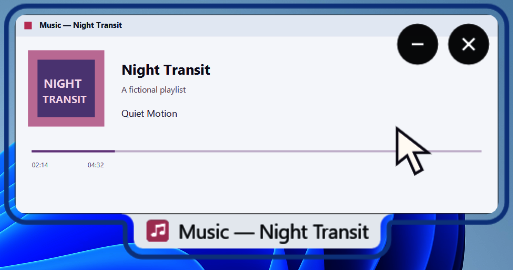 Music — Night Transit
NIGHT
TRANSIT
Night Transit
A fictional playlist
Quiet Motion
02:14
04:32
Music — Night Transit